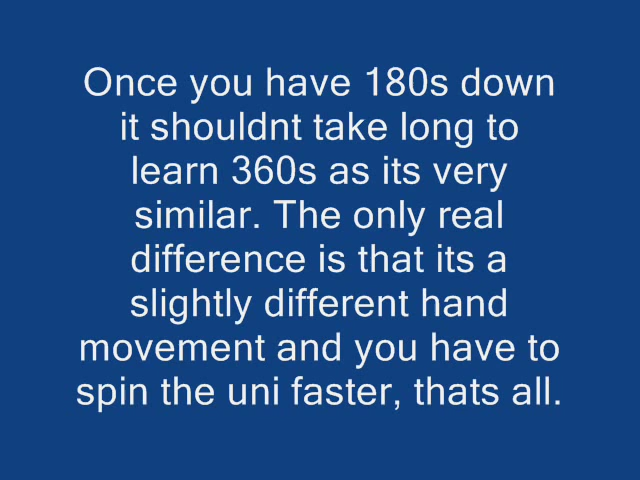 Once you have 180s down
it shouldnt take long to
learn 360s as its very
similar. The only real
difference is that its a
slightly different hand
movement and you have to
spin the uni faster, thats all.